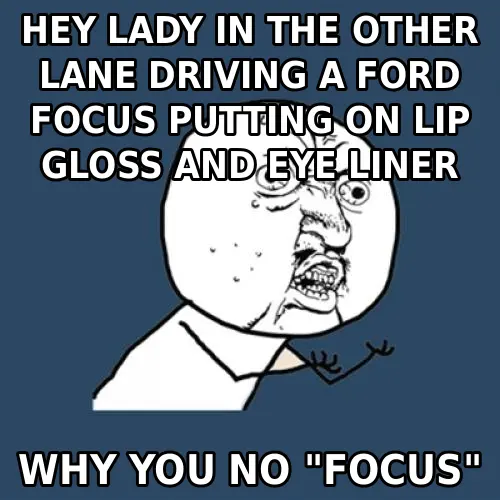 HEY LADY IN THE OTHER
LANE DRIVING A FORD
FOCUS PUTTING ON LIP
GLOSS AND EYE LINER
WHY YOU NO "FOCUS"